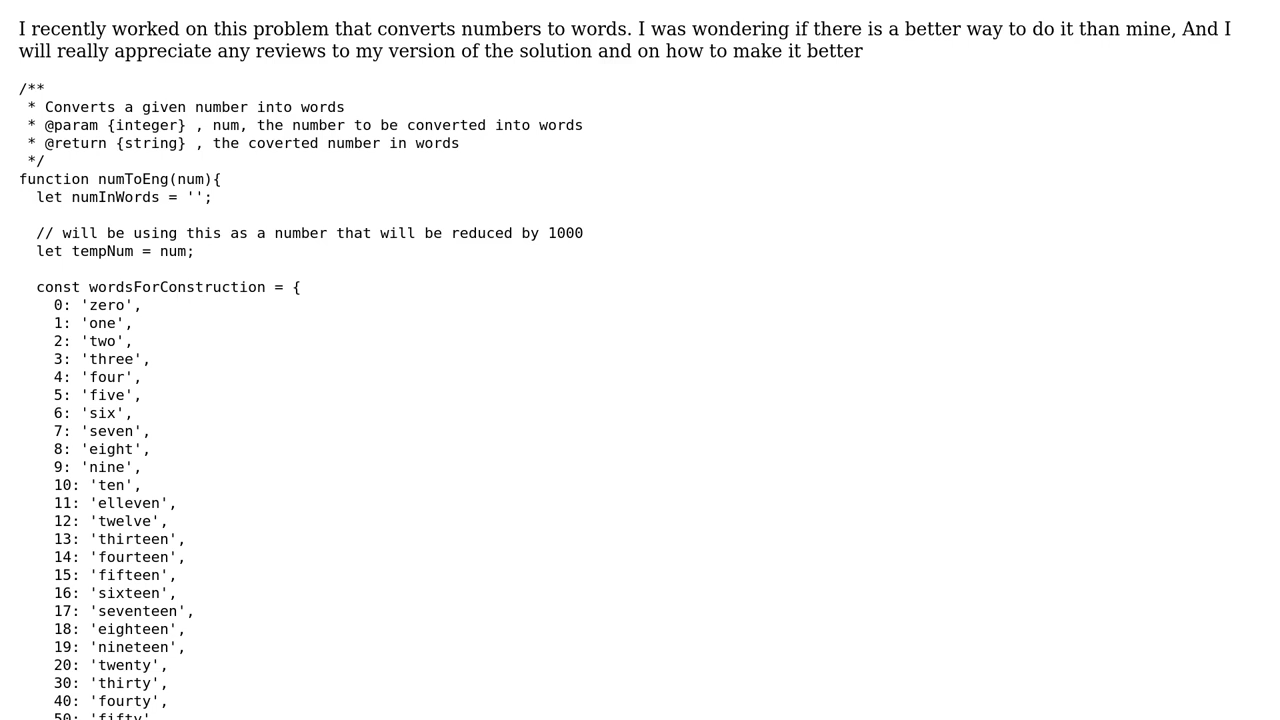 I recently worked on this problem that converts numbers to words. I was wondering if there is a better way to do it than mine, And I
will really appreciate any reviews to my version of the solution and on how to make it better
/**
 * Converts a given number into words
 * @param {integer} , num, the number to be converted into words
 * @return {string} , the coverted number in words
 */
function numToEng(num){
  let numInWords = '';
  // will be using this as a number that will be reduced by 1000
  let tempNum = num;
  const wordsForConstruction = {
    0: 'zero',
    1: 'one',
    2: 'two',
    3: 'three',
    4: 'four',
    5: 'five',
    6: 'six',
    7: 'seven',
    8: 'eight',
    9: 'nine',
    10: 'ten',
    11: 'elleven',
    12: 'twelve',
    13: 'thirteen',
    14: 'fourteen',
    15: 'fifteen',
    16: 'sixteen',
    17: 'seventeen',
    18: 'eighteen',
    19: 'nineteen',
    20: 'twenty',
    30: 'thirty',
    40: 'fourty',
    50: 'fifty'